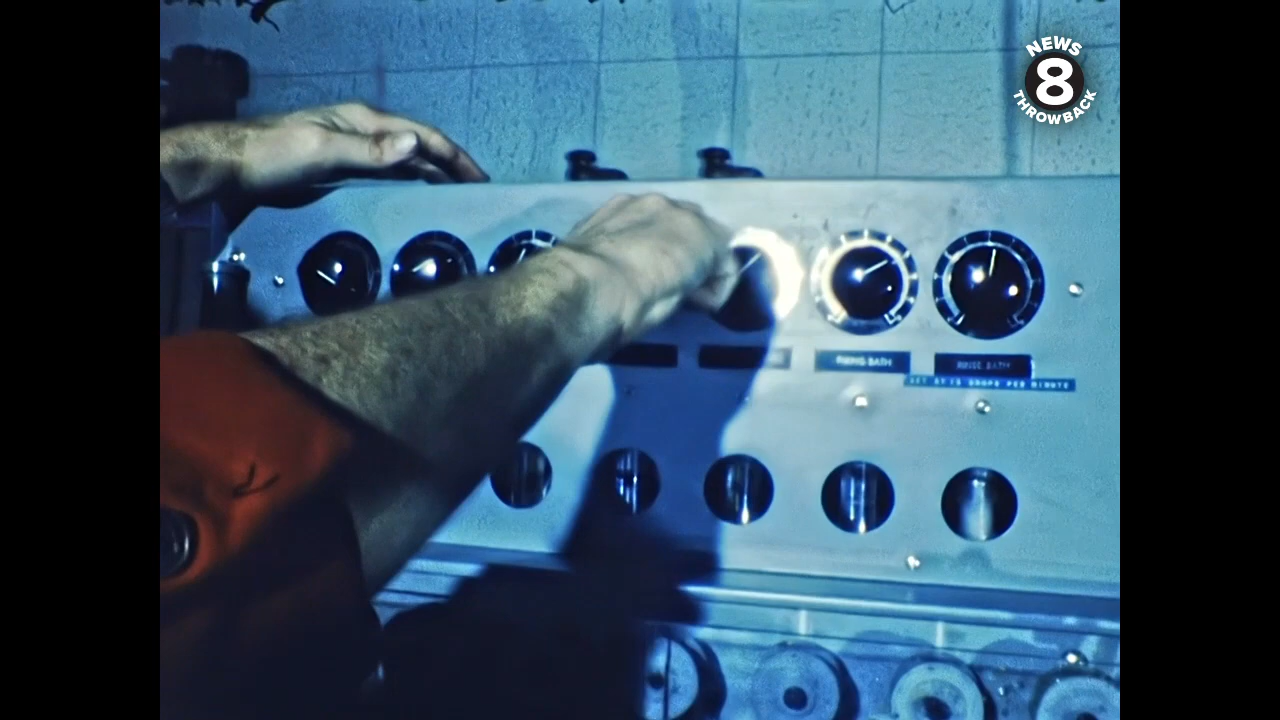 NEWS
8
THROWBACK
FIXING BATH
RINSE BATH
SET AT 15 DROPS PER MINUTE